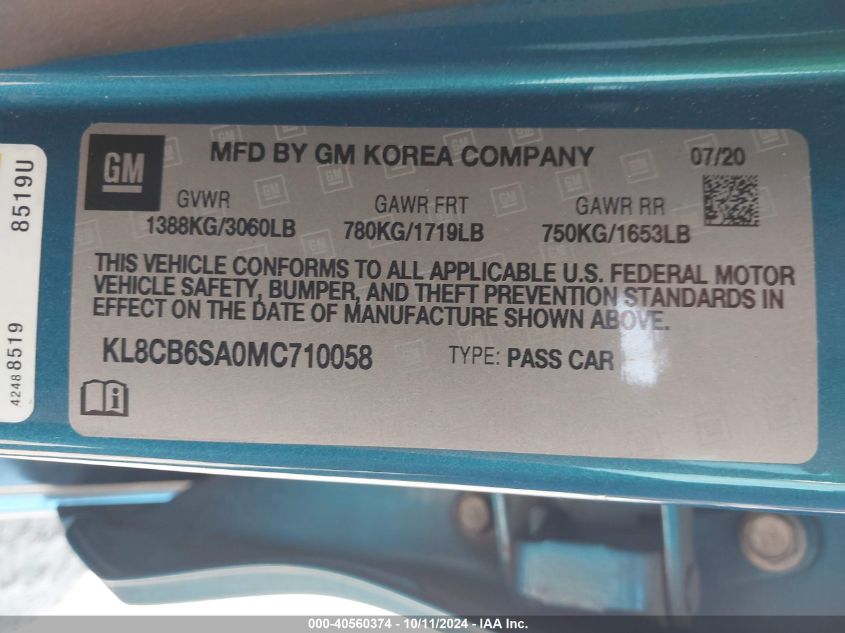 GM
MFD BY GM KOREA COMPANY
07/20
GVWR
GAWR FRT
GAWR RR
1388KG/3060LB
780KG/1719LB
750KG/1653LB
THIS VEHICLE CONFORMS TO ALL APPLICABLE U.S. FEDERAL MOTOR
VEHICLE SAFETY, BUMPER, AND THEFT PREVENTION STANDARDS IN
EFFECT ON THE DATE OF MANUFACTURE SHOWN ABOVE.
KL8CB6SA0MC710058
TYPE: PASS CAR
8519U
42488519
000-40560374 - 10/11/2024 - IAA Inc.